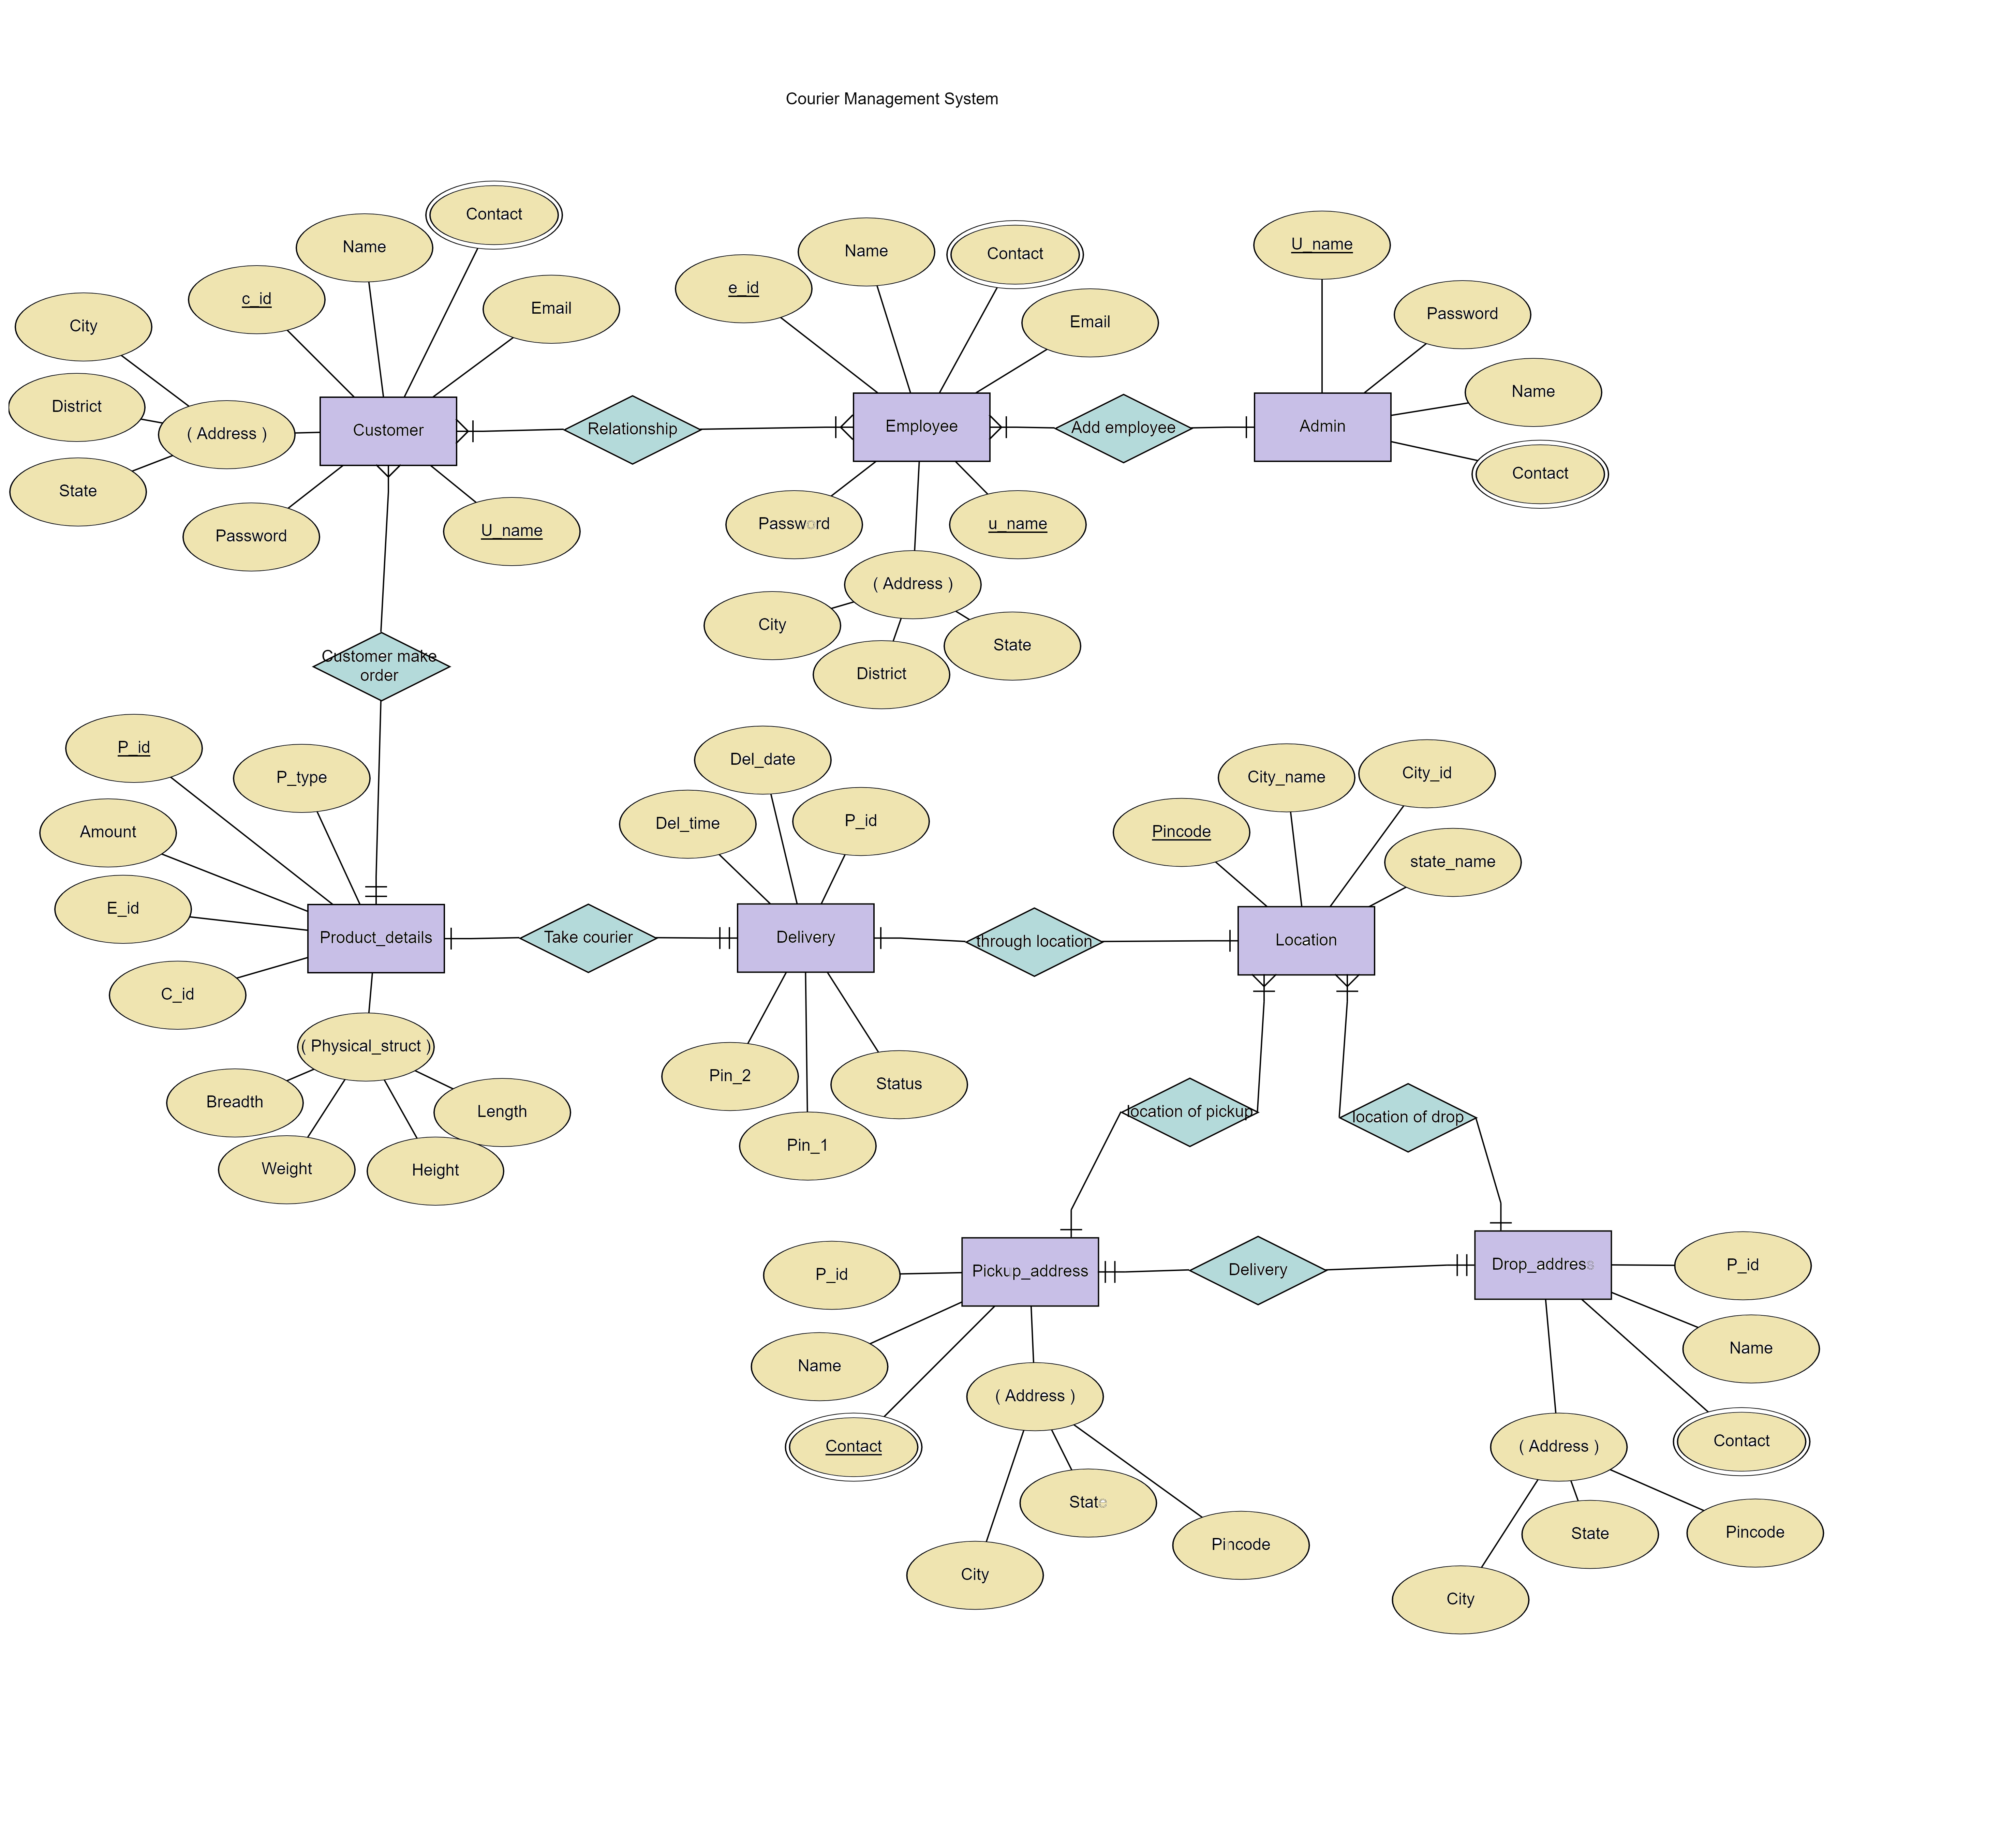 Courier Management System
Contact
Name
c_id
Email
City
District
( Address )
State
Customer
Password
U_name
Relationship
e_id
Name
Contact
Email
Employee
Password
u_name
( Address )
City
State
District
Add employee
U_name
Password
Name
Admin
Contact
Customer make
order
P_id
P_type
Amount
E_id
Product_details
C_id
( Physical_struct )
Breadth
Length
Weight
Height
Take courier
Del_date
Del_time
P_id
Delivery
Pin_2
Status
Pin_1
through location
City_name
City_id
Pincode
state_name
Location
location of pickup
location of drop
P_id
Pickup_address
Delivery
Drop_address
P_id
Name
Contact
( Address )
State
Pincode
City
Name
Contact
( Address )
State
Pincode
City